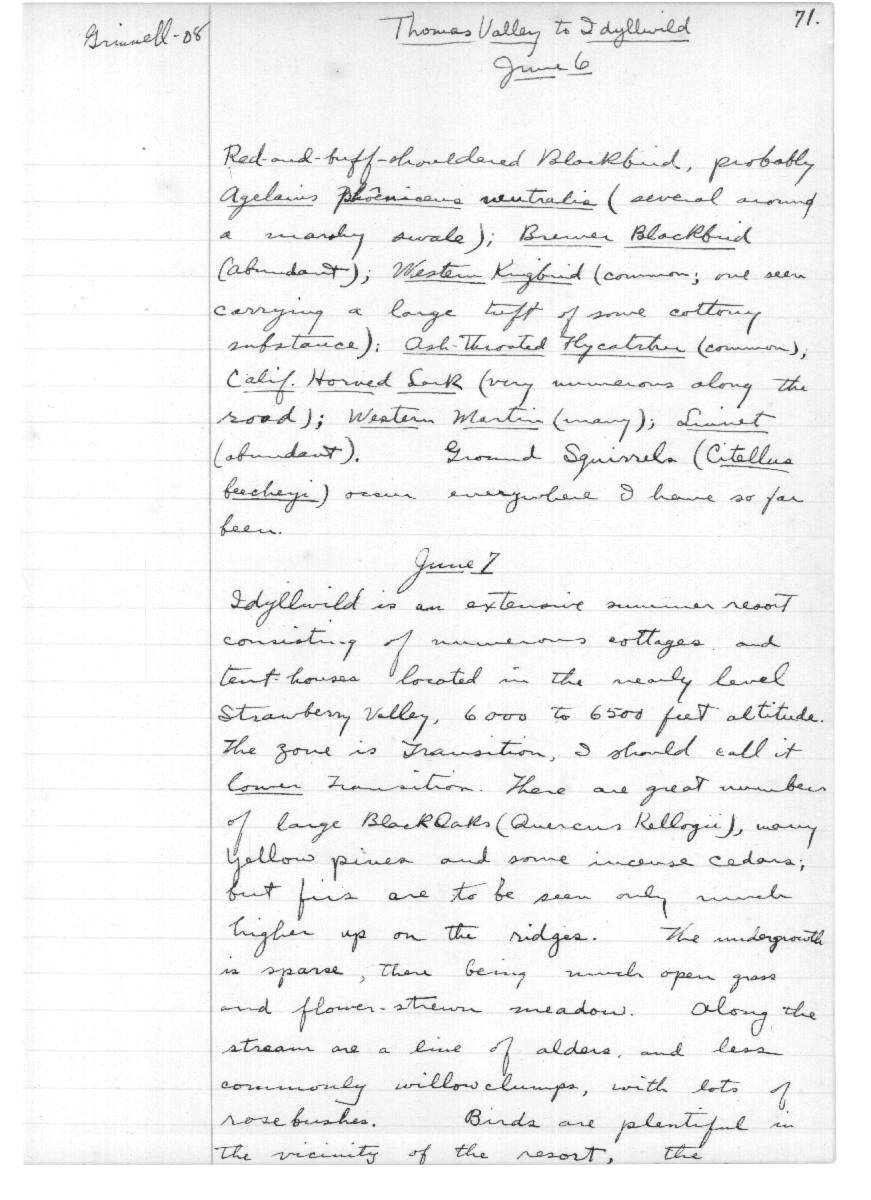 Grinnell-08
Thomas Valley to Idyllwild
71.
June 6
Red-and-buff-shouldered Blackbird, probably
Agelaius phoeniceus neutralis (several around
a marshy swale); Brewer Blackbird
(abundant); Western Kingbird (common; one seen
carrying a large tuft of some cottony
substance); Ash-Throated Flycatcher (common);
Calif. Horned Lark (very numerous along the
road); Western Martin (many); Linnet
(abundant). Ground Squirrels (Citellus
beecheyi) occur everywhere I have so far
been.
June 7
Idyllwild is an extensive summer resort
consisting of numerous cottages and
tent-houses located in the nearly level
Strawberry Valley, 6000 to 6500 feet altitude.
The zone is Transition, I should call it
lower Transition. There are great numbers
of large Black Oaks (Quercus Kelloggii), many
Yellow pines and some incense cedars;
but firs are to be seen only much
higher up on the ridges. The undergrowth
is sparse, there being much open grass
and flower-strewn meadow. Along the
stream are a line of alders, and less
commonly willow clumps, with lots of
rosebushes. Birds are plentiful in
the vicinity of the resort, the